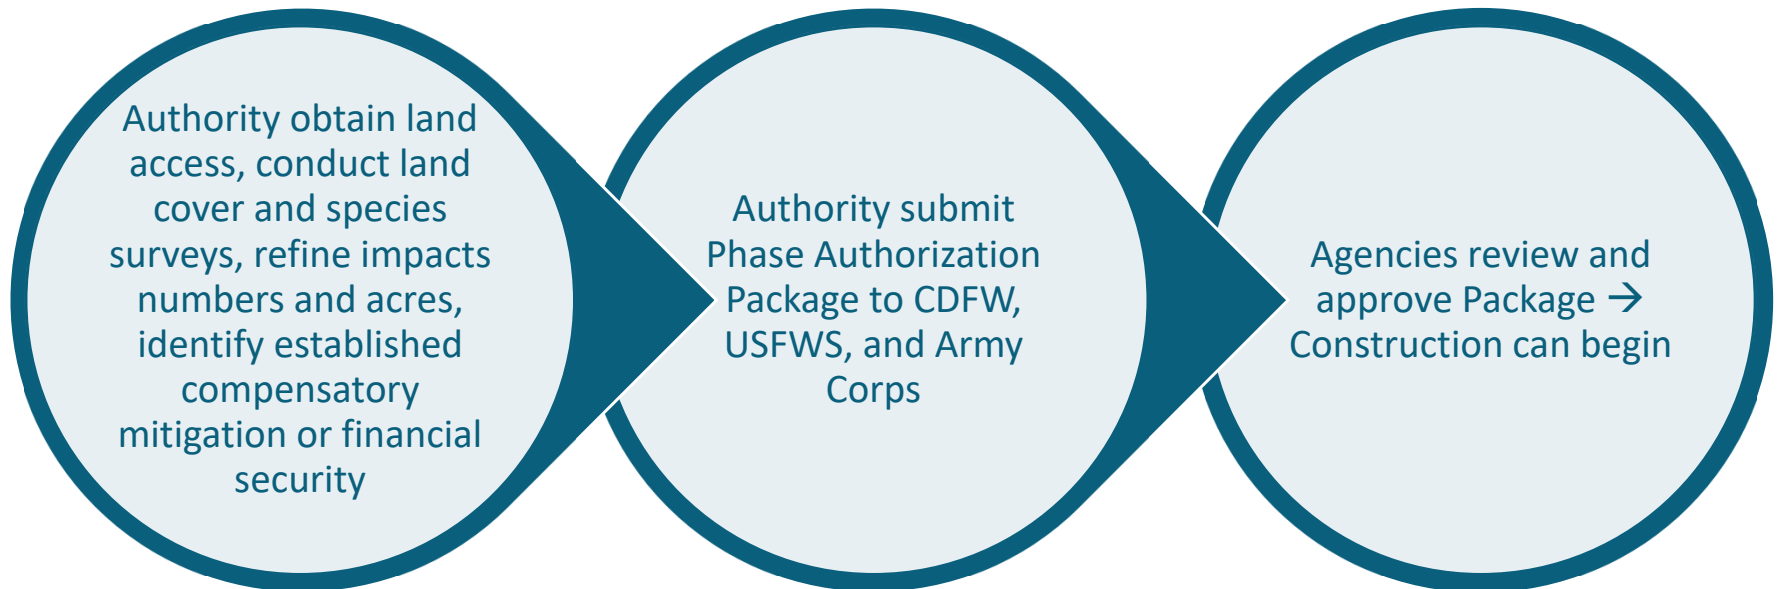 Authority obtain land
access, conduct land
cover and species
surveys, refine impacts
numbers and acres,
identify established
compensatory
mitigation or financial
security
Authority submit
Phase Authorization
Package to CDFW,
USFWS, and Army
Corps
Agencies review and
approve Package →
Construction can begin